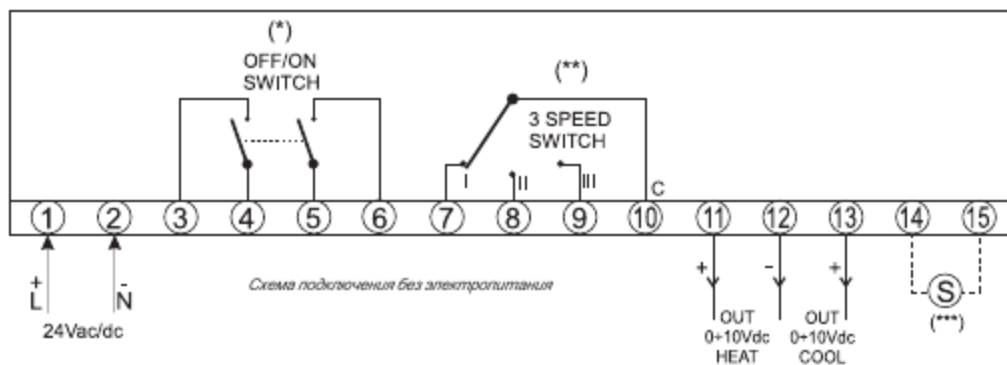 (*)
OFF/ON
SWITCH
(**)
3 SPEED
SWITCH
I
II
III
C
1 2 3 4 5 6 7 8 9 10 11 12 13 14 15
+
L
-
N
24Vac/dc
Схема подключения без электропитания
+
-
+
OUT
0÷10Vdc
HEAT
OUT
0÷10Vdc
COOL
S
(***)